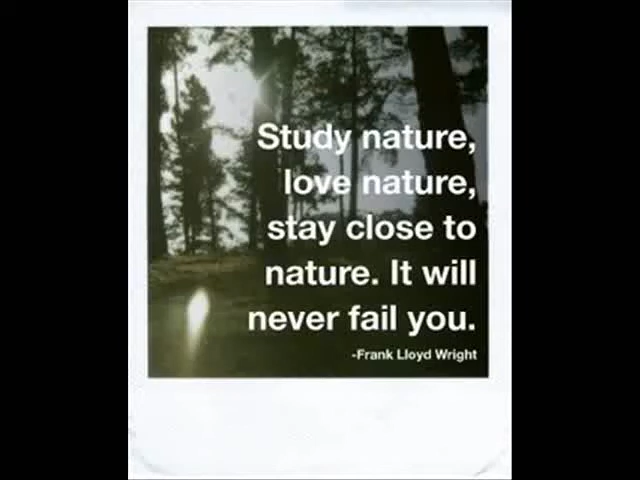 Study nature,
love nature,
stay close to
nature. It will
never fail you.
-Frank Lloyd Wright